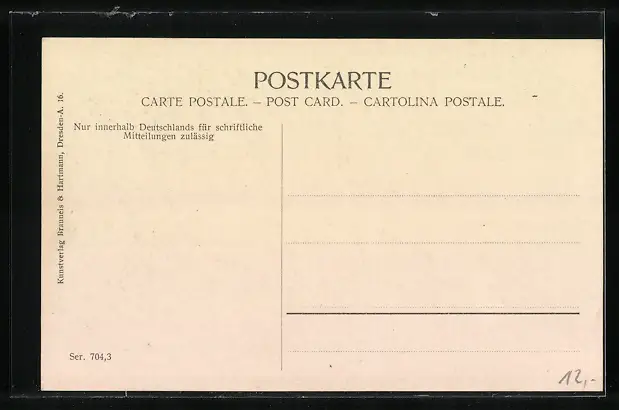 POSTKARTE
CARTE POSTALE. – POST CARD. – CARTOLINA POSTALE.
Nur innerhalb Deutschlands für schriftliche
Mitteilungen zulässig
Kunstverlag Brauneis & Hartmann, Dresden-A. 16.
Ser. 704,3
12,-